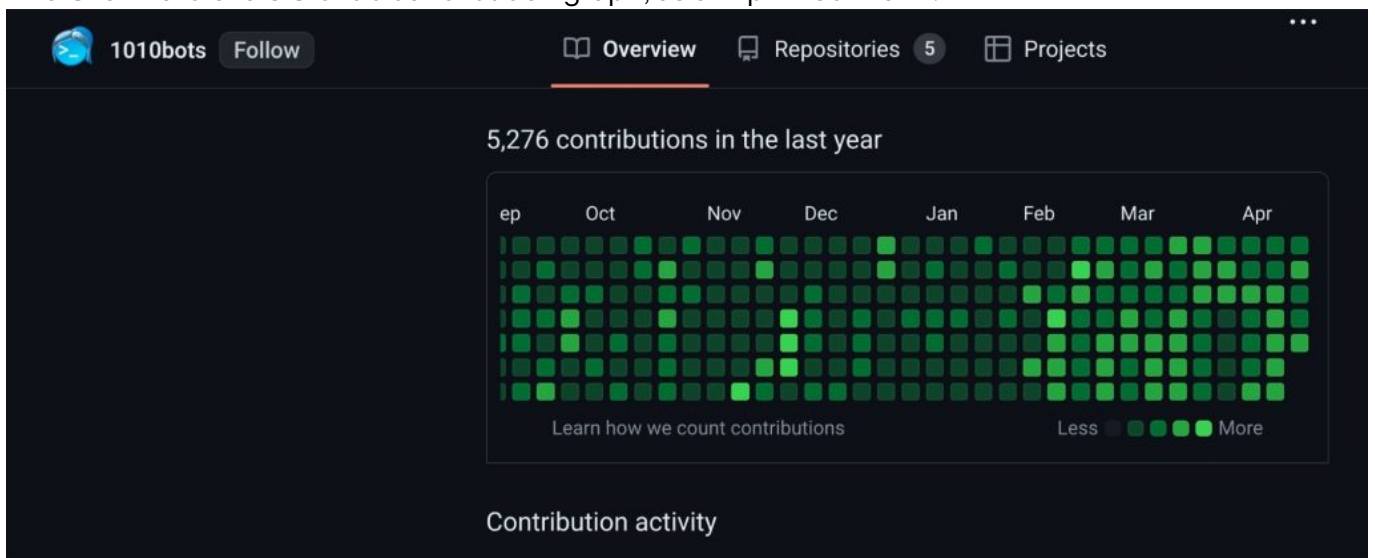 1010bots Follow Overview Repositories 5 Projects
5,276 contributions in the last year
ep Oct Nov Dec Jan Feb Mar Apr
Learn how we count contributions Less More
Contribution activity